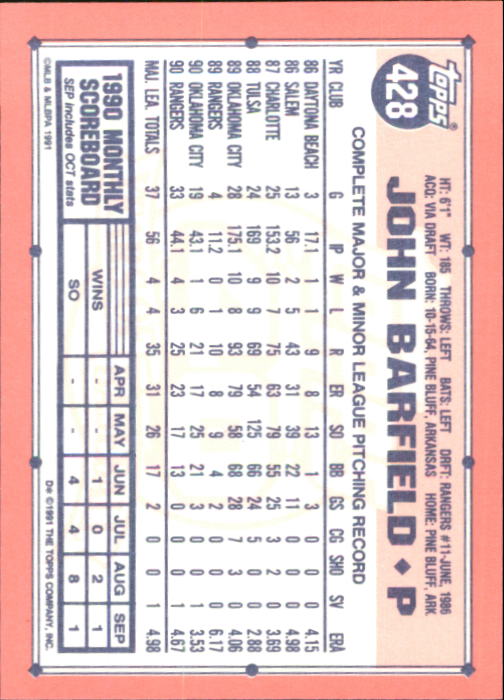 Topps®
428
HT: 6'1" WT: 185 THROWS: LEFT BATS: LEFT DRFT: RANGERS #11-JUNE, 1986
ACQ: VIA DRAFT BORN: 10-15-64, PINE BLUFF, ARKANSAS HOME: PINE BLUFF, ARK
JOHN BARFIELD ♦ P
COMPLETE MAJOR & MINOR LEAGUE PITCHING RECORD
YR CLUB G IP W L R ER SO BB GS CG SHO SV ERA
86 DAYTONA BEACH 3 17.1 1 1 9 8 13 1 3 0 0 0 4.15
86 SALEM 13 56 2 5 43 31 39 22 11 0 0 0 4.98
87 CHARLOTTE 25 153.2 10 7 75 63 79 55 25 3 2 0 3.69
88 TULSA 24 169 9 9 69 54 125 66 24 5 0 0 2.88
89 OKLAHOMA CITY 28 175.1 10 8 93 79 58 68 28 7 3 0 4.06
89 RANGERS 4 11.2 0 1 10 8 9 4 2 0 0 0 6.17
90 OKLAHOMA CITY 19 43.1 1 6 21 17 25 21 3 0 0 1 3.53
90 RANGERS 33 44.1 4 3 25 23 17 13 0 0 0 1 4.67
MAJ. LEA. TOTALS 37 56 4 4 35 31 26 17 2 0 0 1 4.98
1990 MONTHLY
SCOREBOARD
SEP includes OCT stats
APR MAY JUN JUL AUG SEP
WINS - - 1 0 2 1
SO - - 4 4 8 1
©MLB & MLBPA 1991
D* ©1991 THE TOPPS COMPANY, INC.